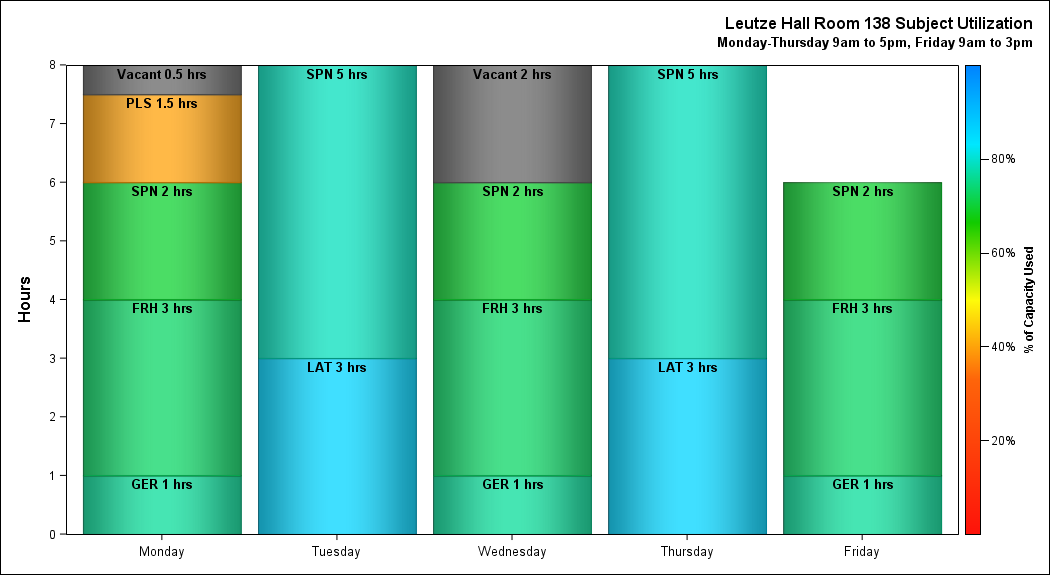 Leutze Hall Room 138 Subject Utilization
Monday-Thursday 9am to 5pm, Friday 9am to 3pm
Hours
8
7
6
5
4
3
2
1
0
Vacant 0.5 hrs
PLS 1.5 hrs
SPN 2 hrs
FRH 3 hrs
GER 1 hrs
SPN 5 hrs
LAT 3 hrs
Vacant 2 hrs
SPN 2 hrs
FRH 3 hrs
GER 1 hrs
SPN 5 hrs
LAT 3 hrs
SPN 2 hrs
FRH 3 hrs
GER 1 hrs
Monday
Tuesday
Wednesday
Thursday
Friday
80%
60%
40%
20%
% of Capacity Used